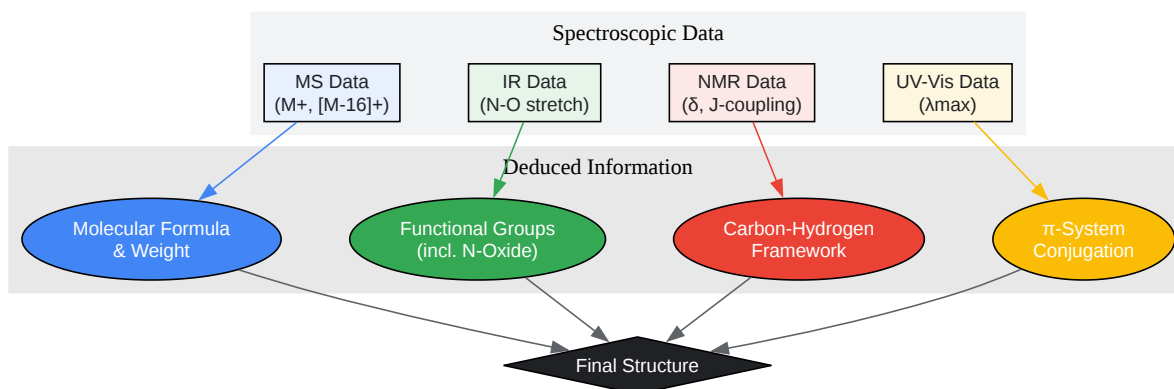 Spectroscopic Data
MS Data
(M+, [M-16]+)
IR Data
(N-O stretch)
NMR Data
(δ, J-coupling)
UV-Vis Data
(λmax)
Deduced Information
Molecular Formula
& Weight
Functional Groups
(incl. N-Oxide)
Carbon-Hydrogen
Framework
π-System
Conjugation
Final Structure